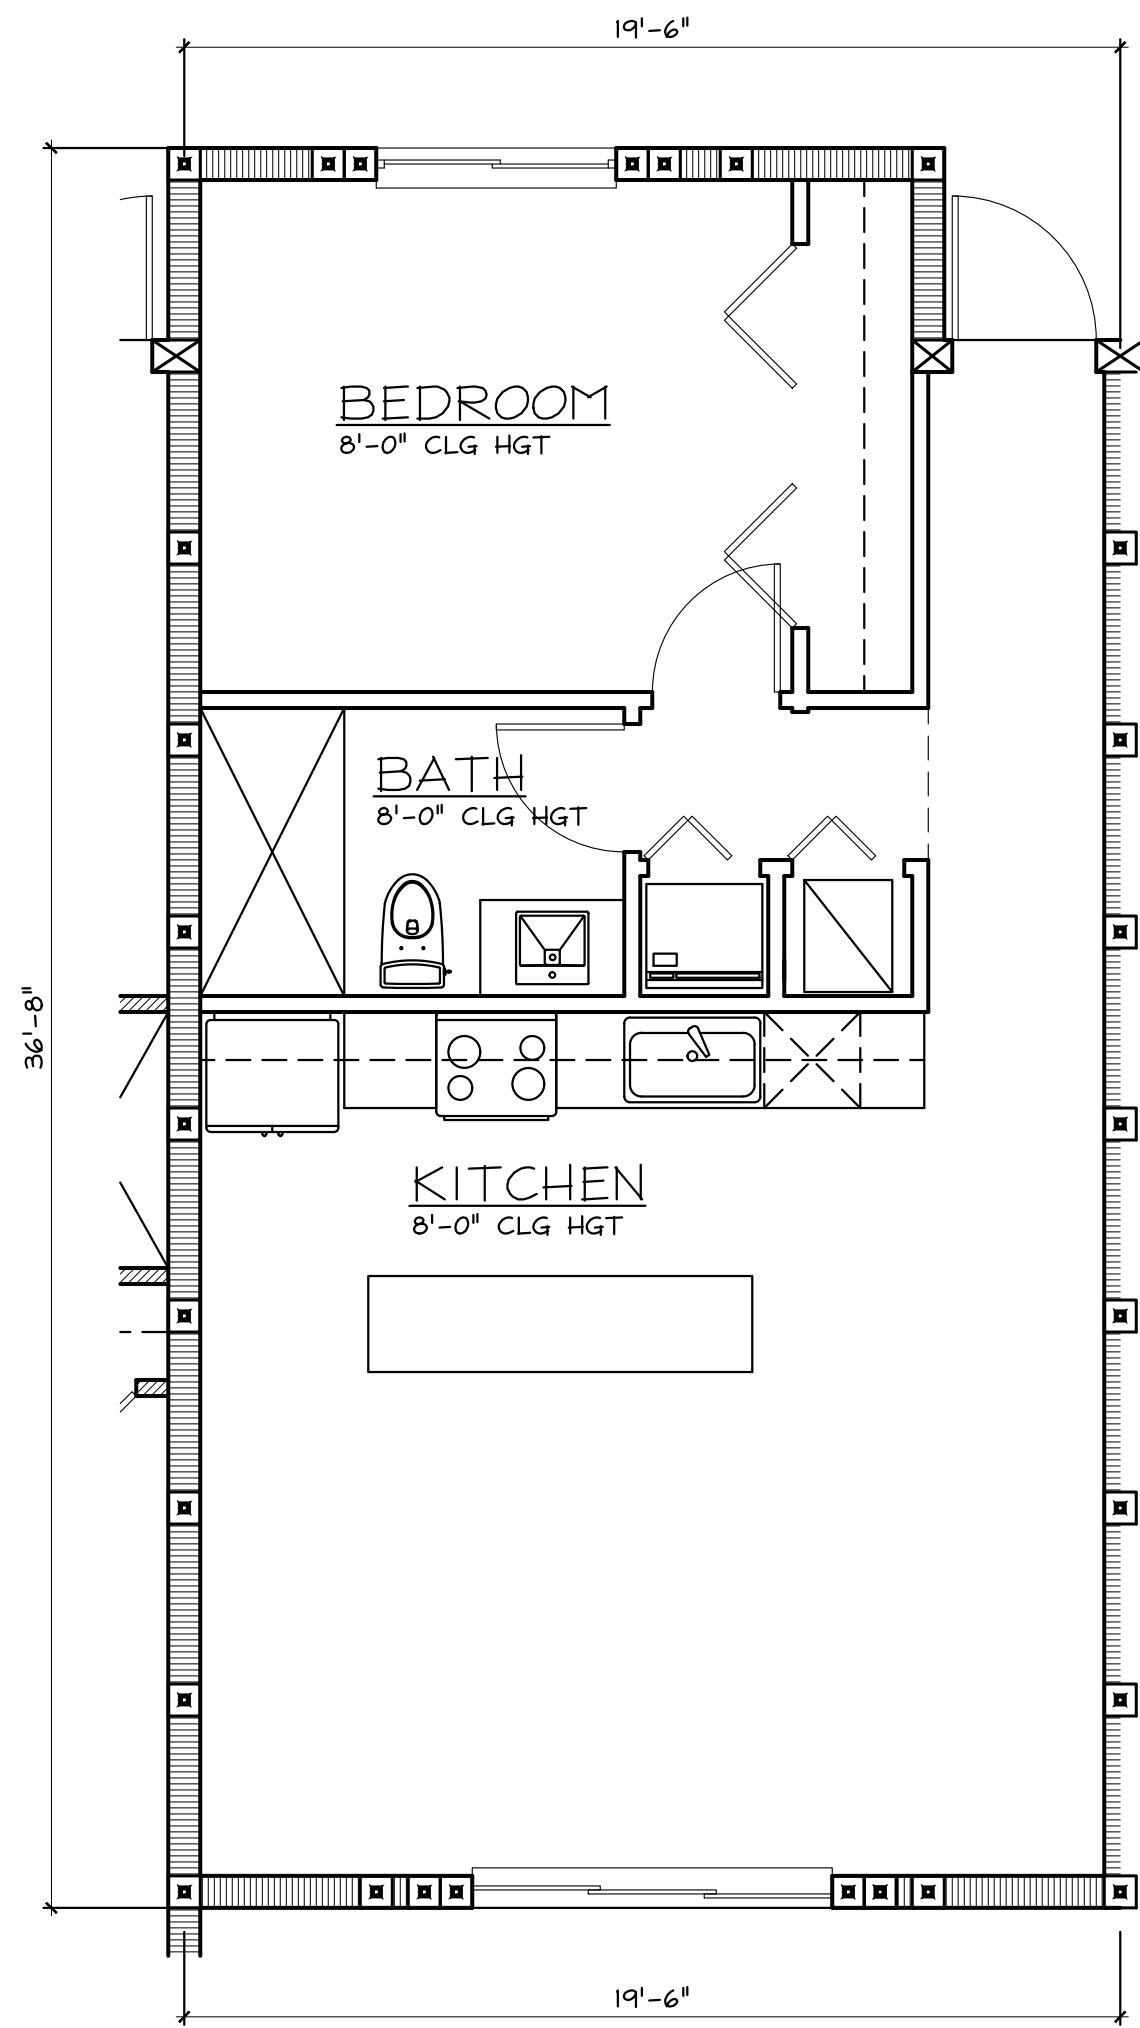 19'-6"
BEDROOM
8'-0" CLG HGT
BATH
8'-0" CLG HGT
36'-8"
KITCHEN
8'-0" CLG HGT
19'-6"